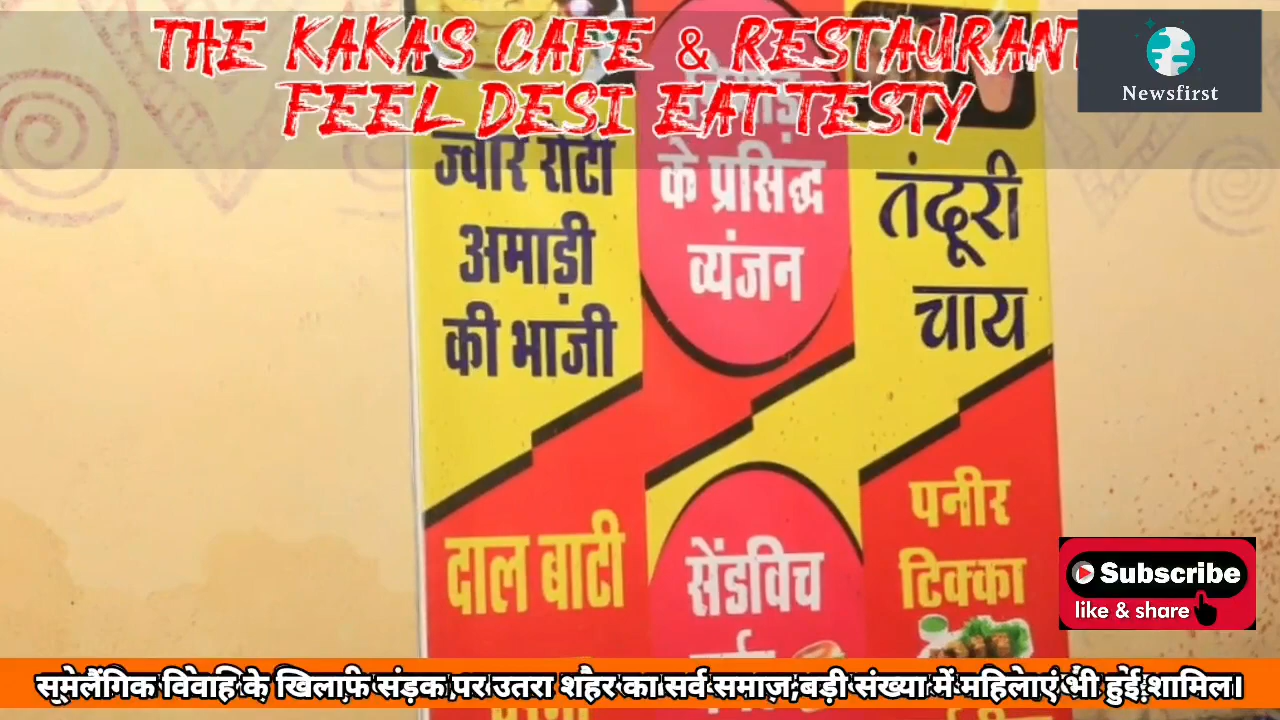 THE KAKA'S CAFE & RESTAURANT
FEEL DESI EAT TESTY
Newsfirst
ज्वार रोटी
अमाड़ी
की भाजी
के प्रसिद्ध
व्यंजन
तंदूरी
चाय
दाल बाटी
सेंडविच
पनीर
टिक्का
Subscribe
like & share
समलैंगिक विवाह के खिलाफ संड़क पर उतरा शहर का सर्व समाज,बड़ी संख्या में महिलाएं भी हुई शामिल।